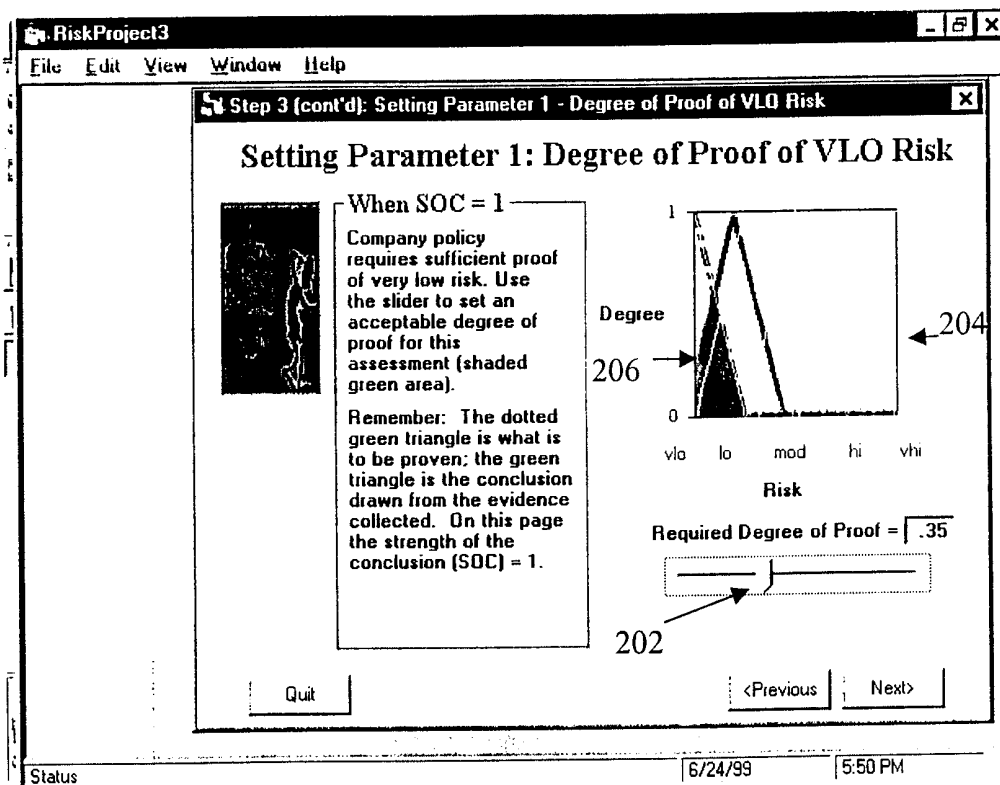 RiskProject3
File Edit View Window Help
Step 3 (cont'd): Setting Parameter 1 - Degree of Proof of VLO Risk
Setting Parameter 1: Degree of Proof of VLO Risk
When SOC = 1
Company policy
requires sufficient proof
of very low risk. Use
the slider to set an
acceptable degree of
proof for this
assessment (shaded
green area).
Remember: The dotted
green triangle is what is
to be proven; the green
triangle is the conclusion
drawn from the evidence
collected. On this page
the strength of the
conclusion (SOC) = 1.
1
Degree
204
206
0
vlo lo mod hi vhi
Risk
Required Degree of Proof = .35
202
Quit
<Previous
Next>
Status
6/24/99
5:50 PM